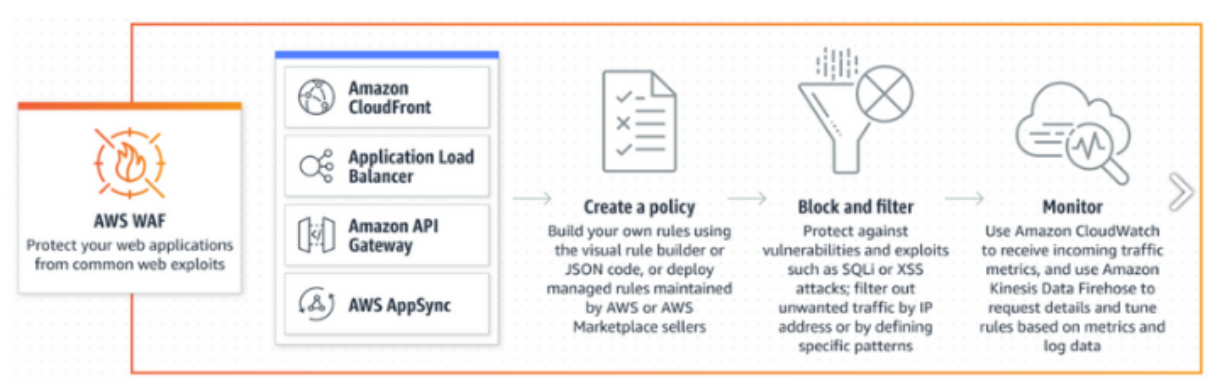 AWS WAF
Protect your web applications
from common web exploits
Amazon
CloudFront
Application Load
Balancer
Amazon API
Gateway
AWS AppSync
Create a policy
Build your own rules using
the visual rule builder or
JSON code, or deploy
managed rules maintained
by AWS or AWS
Marketplace sellers
Block and filter
Protect against
vulnerabilities and exploits
such as SQLi or XSS
attacks; filter out
unwanted traffic by IP
address or by defining
specific patterns
Monitor
Use Amazon CloudWatch
to receive incoming traffic
metrics, and use Amazon
Kinesis Data Firehose to
request details and tune
rules based on metrics and
log data